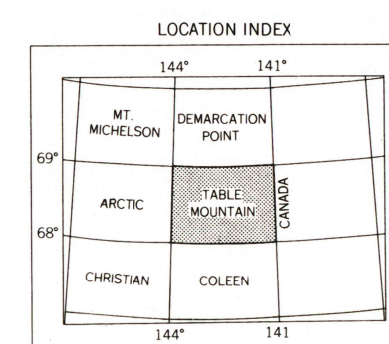 LOCATION INDEX
144° 141°
MT.
MICHELSON
DEMARCATION
POINT
69°
ARCTIC
TABLE
MOUNTAIN
CANADA
68°
CHRISTIAN
COLEEN
144° 141